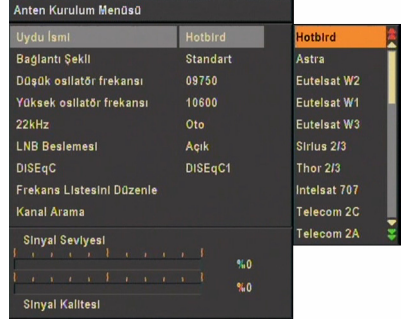 Anten Kurulum Menüsü
Uydu İsmi Hotbird
Bağlantı Şekli Standart
Düşük osilatör frekansı 09750
Yüksek osilatör frekansı 10600
22kHz Oto
LNB Beslemesi Açık
DISEqC DISEqC1
Frekans Listesini Düzenle
Kanal Arama
Sinyal Seviyesi
%0
%0
Sinyal Kalitesi
Hotbird
Astra
Eutelsat W2
Eutelsat W1
Eutelsat W3
Sirius 2/3
Thor 2/3
Intelsat 707
Telecom 2C
Telecom 2A